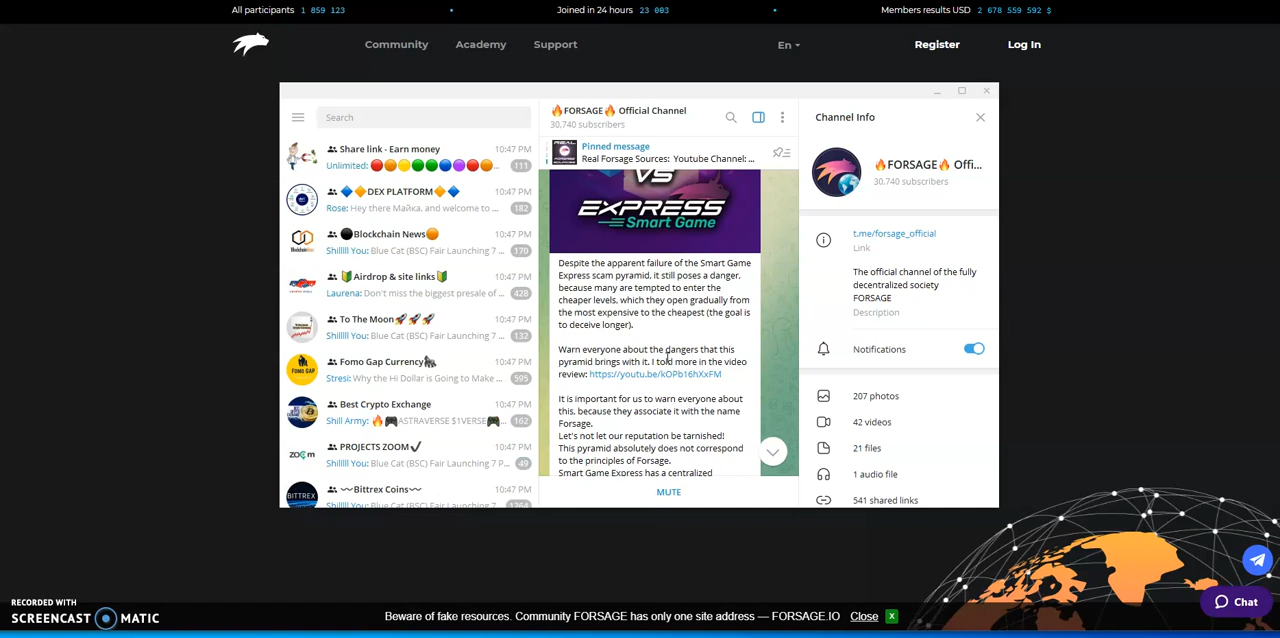 All participants 1 859 123 • Joined in 24 hours 23 003 • Members results USD 2 678 559 592 $
Community Academy Support En Register Log In
Search
Share link - Earn money 10:47 PM
Unlimited: 111
DEX PLATFORM 10:47 PM
Rose: Hey there Майка, and welcome to ... 182
Blockchain News 10:47 PM
Shillll You: Blue Cat (BSC) Fair Launching 7 ... 170
Airdrop & site links 10:47 PM
Laurena: Don't miss the biggest presale of ... 428
To The Moon🚀🚀🚀 10:47 PM
Shillll You: Blue Cat (BSC) Fair Launching 7 ... 132
Fomo Gap Currency 10:47 PM
Stresi: Why the Hi Dollar is Going to Make ... 595
Best Crypto Exchange 10:47 PM
Shill Army: 🔥🎮ASTRAVERSE $1VERSE🎮... 162
PROJECTS ZOOM✔ 10:47 PM
Shillll You: Blue Cat (BSC) Fair Launching 7 P... 49
〰Bittrex Coins〰 10:47 PM
Shillll You: Blue Cat (BSC) Fair Launching 7 ...
FOMO GAP
ZOOM
BITTREX
🔥FORSAGE🔥 Official Channel
30,740 subscribers
Pinned message
Real Forsage Sources: Youtube Channel: ...
VS
EXPRESS
Smart Game
Despite the apparent failure of the Smart Game
Express scam pyramid, it still poses a danger,
because many are tempted to enter the
cheaper levels, which they open gradually from
the most expensive to the cheapest (the goal is
to deceive longer).
Warn everyone about the dangers that this
pyramid brings with it. I told more in the video
review: https://youtu.be/kOPb16hXxFM
It is important for us to warn everyone about
this, because they associate it with the name
Forsage.
Let's not let our reputation be tarnished!
This pyramid absolutely does not correspond
to the principles of Forsage.
Smart Game Express has a centralized
MUTE
Channel Info
🔥FORSAGE🔥 Offi...
30,740 subscribers
t.me/forsage_official
Link
The official channel of the fully
decentralized society
FORSAGE
Description
Notifications
207 photos
42 videos
21 files
1 audio file
541 shared links
Chat
RECORDED WITH
SCREENCAST MATIC
Beware of fake resources. Community FORSAGE has only one site address — FORSAGE.IO Close x